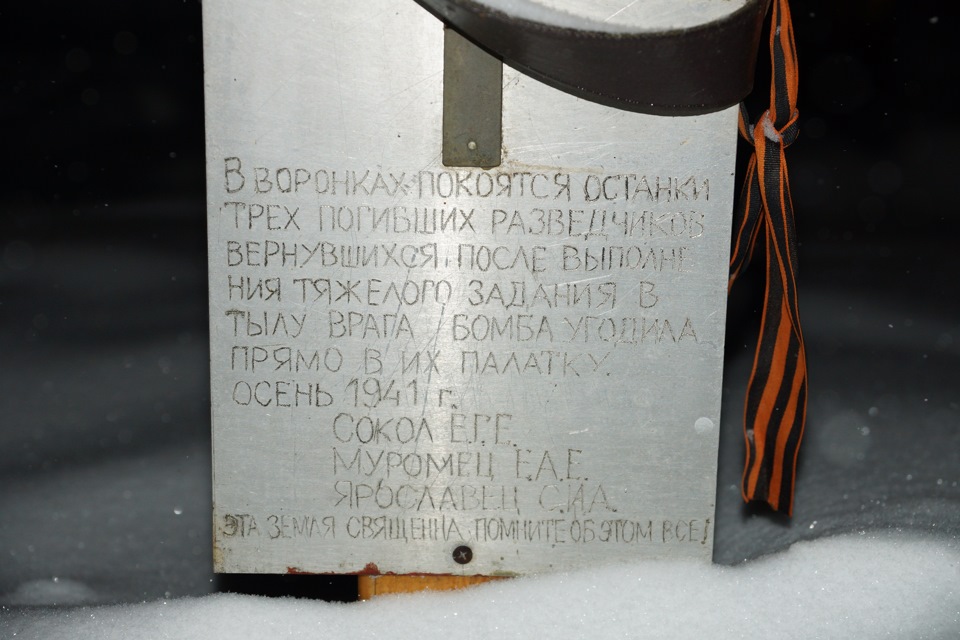 В ВОРОНКАХ ПОКОЯТСЯ ОСТАНКИ
ТРЕХ ПОГИБШИХ РАЗВЕДЧИКОВ
ВЕРНУВШИХСЯ ПОСЛЕ ВЫПОЛНЕ
НИЯ ТЯЖЕЛОГО ЗАДАНИЯ В
ТЫЛУ ВРАГА БОМБА УГОДИЛА
ПРЯМО В ИХ ПАЛАТКУ.
ОСЕНЬ 1941 г.
СОКОЛ Е.Г.Е.
МУРОМЕЦ Е.А.Е.
ЯРОСЛАВЕЦ С.И.А.
ЭТА ЗЕМЛЯ СВЯЩЕННА, ПОМНИТЕ ОБ ЭТОМ ВСЕ!